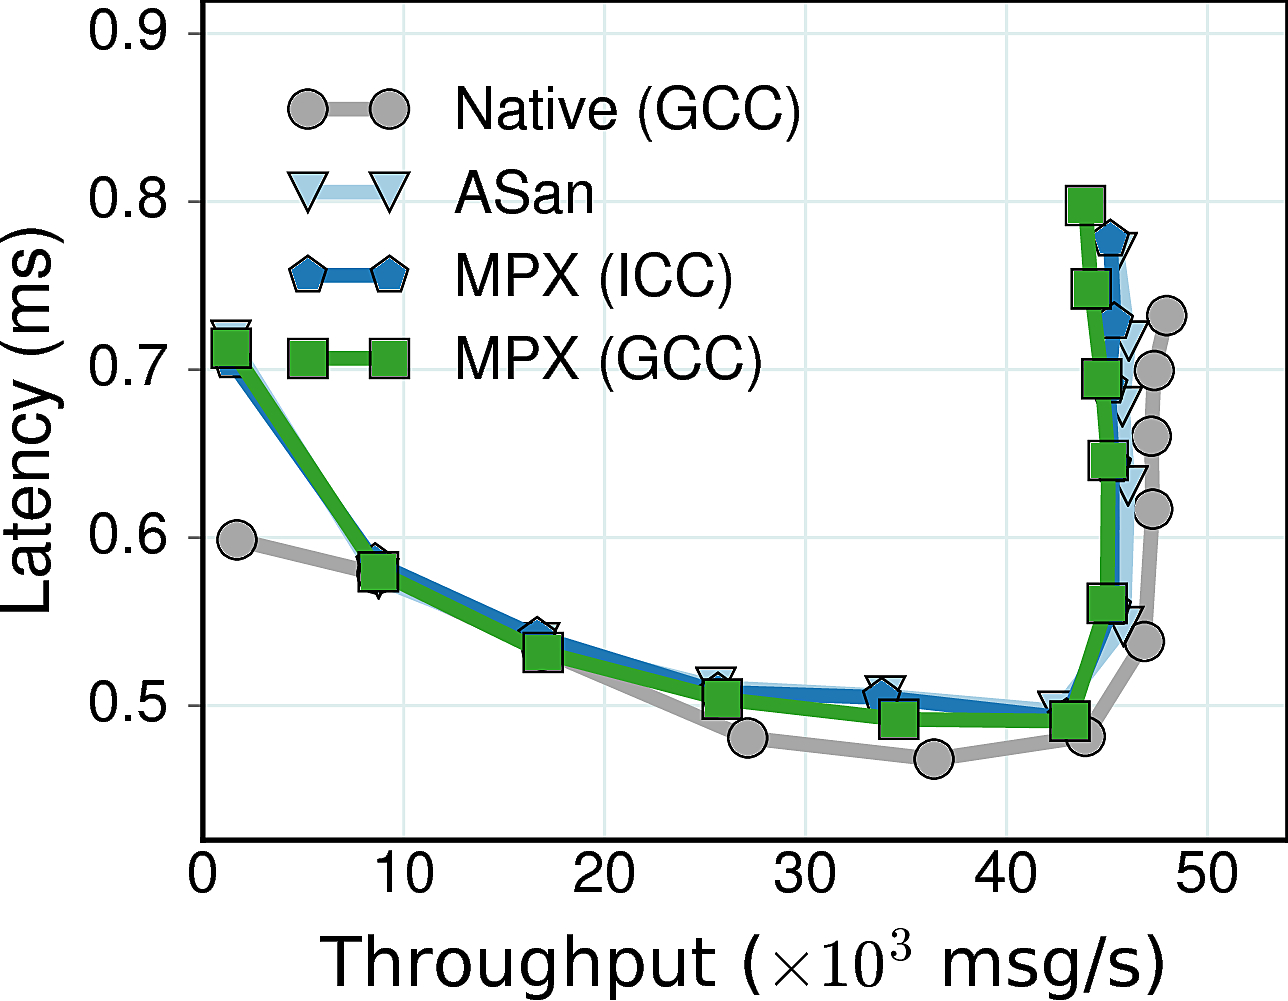 Latency (ms)
0.9
0.8
0.7
0.6
0.5
Native (GCC)
ASan
MPX (ICC)
MPX (GCC)
0 10 20 30 40 50
Throughput (×10³ msg/s)